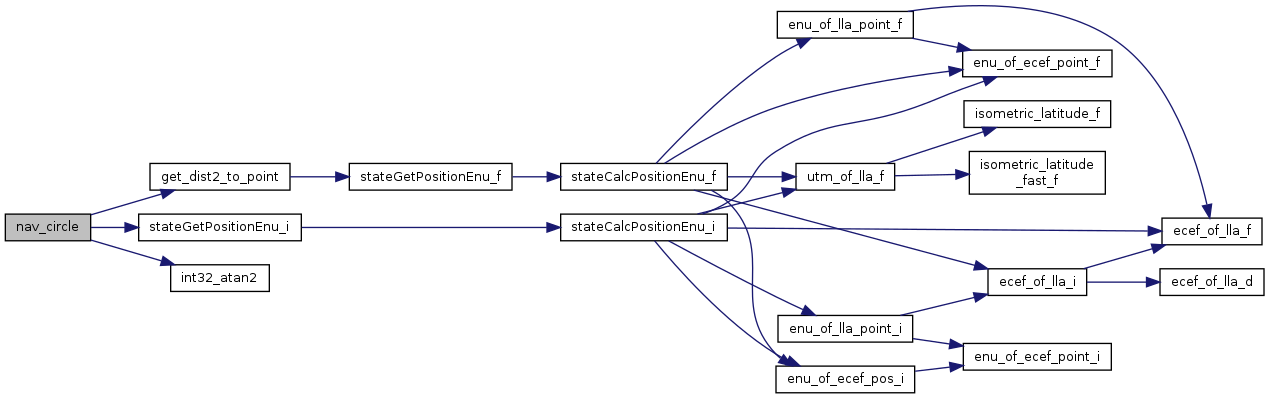 nav_circle
get_dist2_to_point
stateGetPositionEnu_i
int32_atan2
stateGetPositionEnu_f
stateCalcPositionEnu_f
stateCalcPositionEnu_i
enu_of_lla_point_f
utm_of_lla_f
enu_of_lla_point_i
enu_of_ecef_pos_i
enu_of_ecef_point_f
isometric_latitude_f
isometric_latitude
_fast_f
ecef_of_lla_i
enu_of_ecef_point_i
ecef_of_lla_f
ecef_of_lla_d